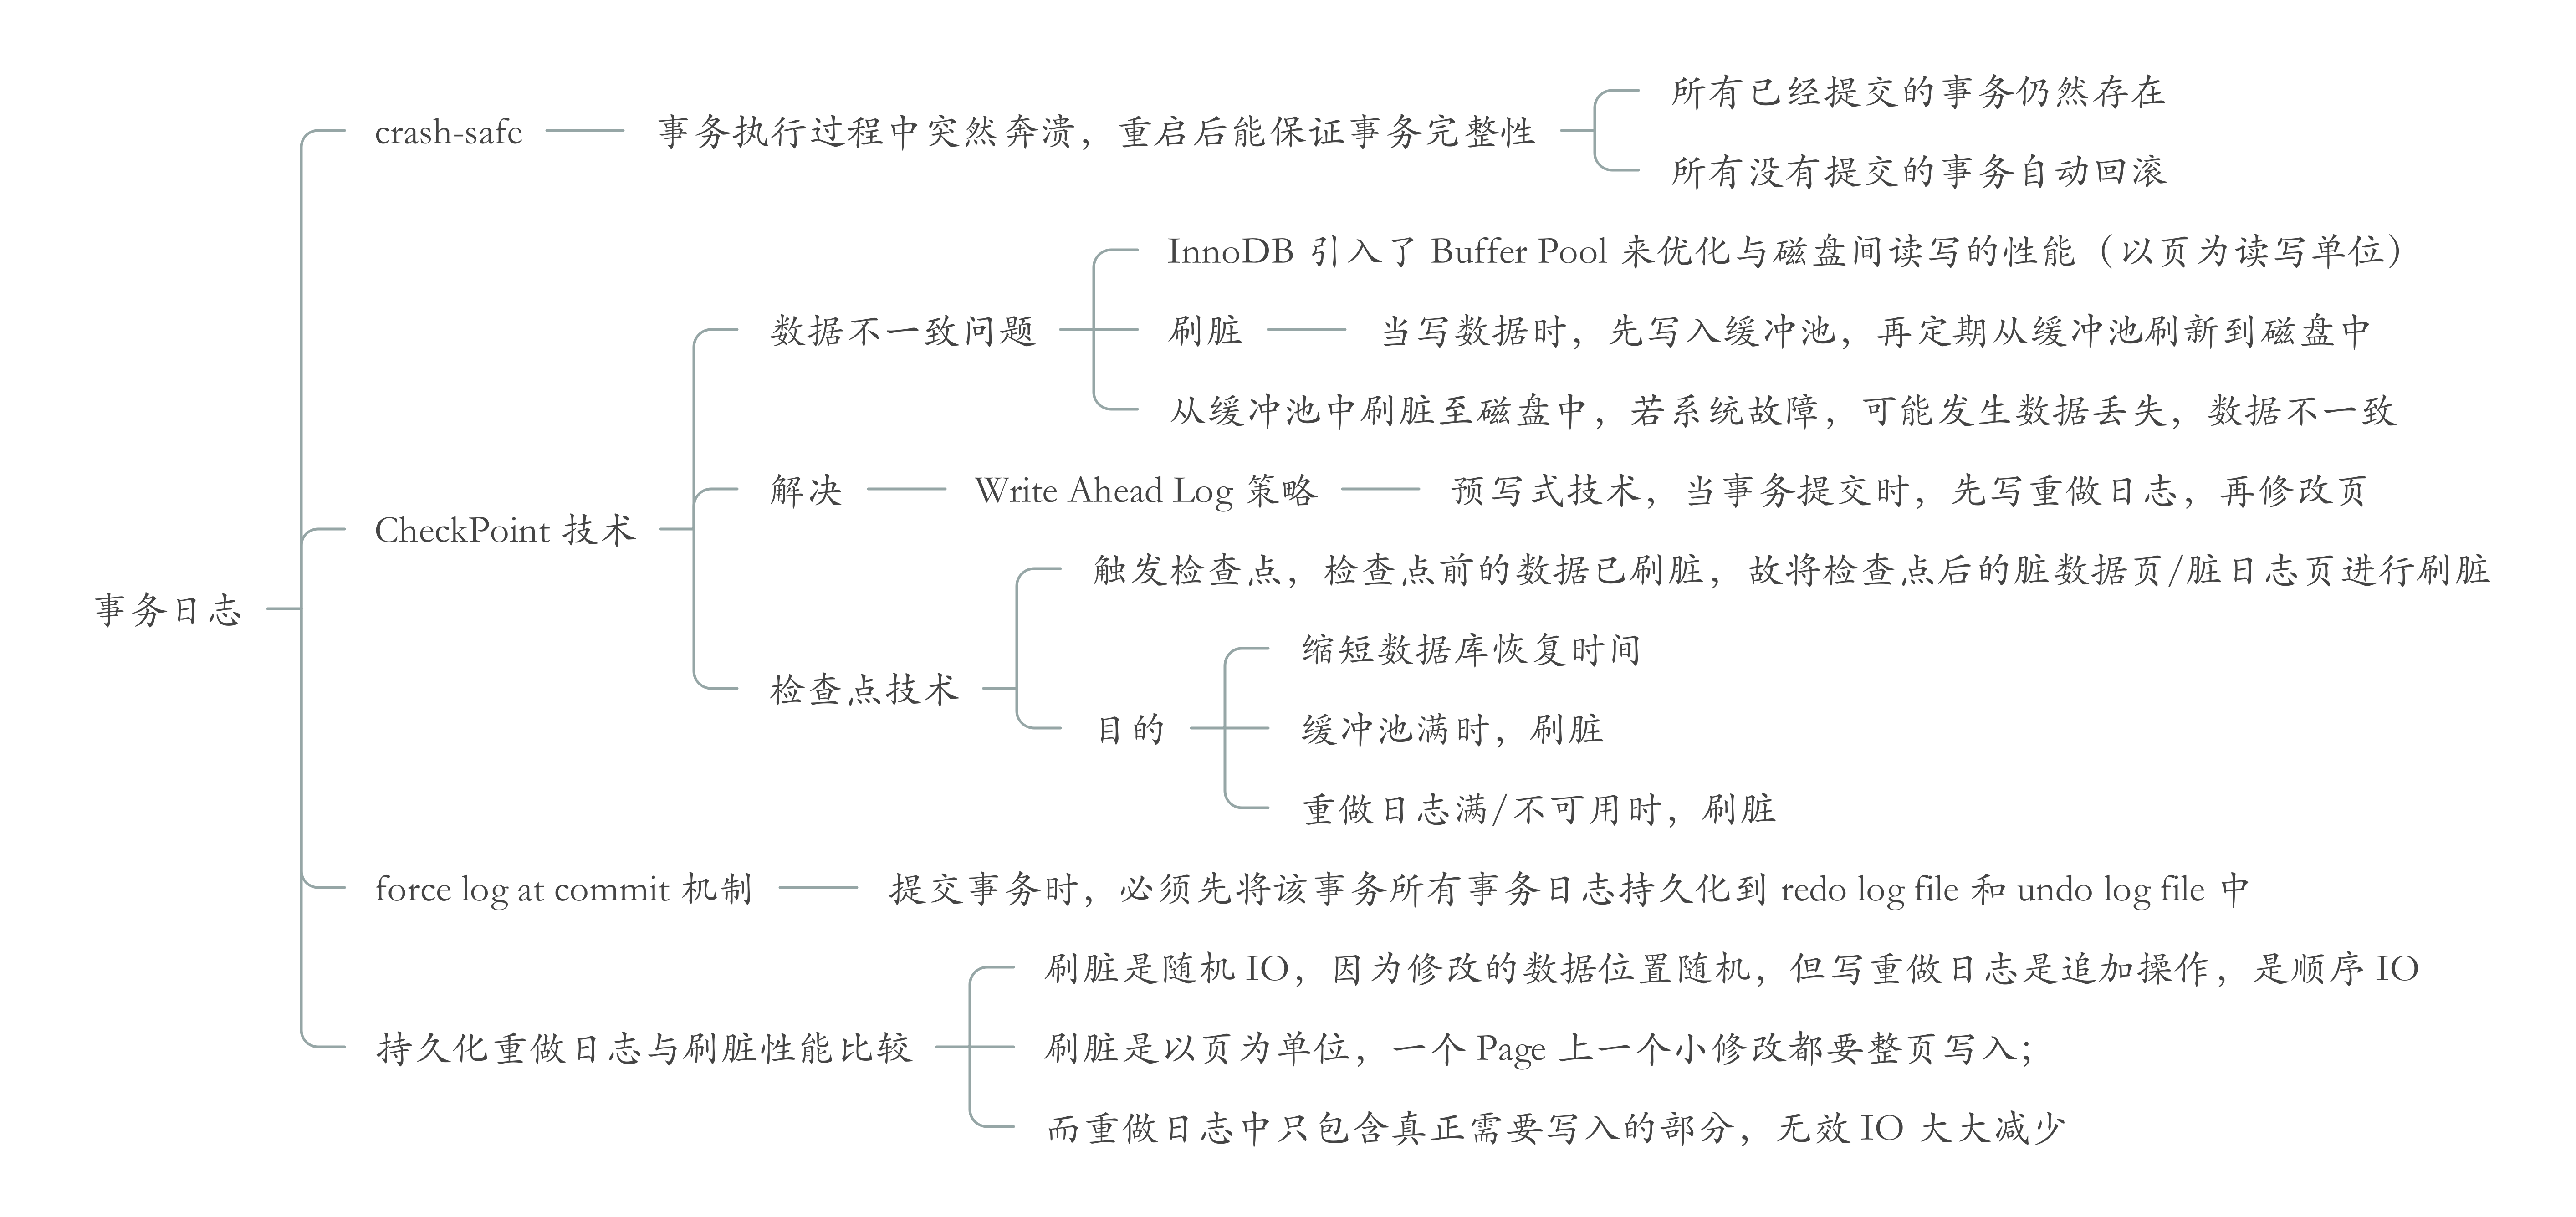 事务日志
crash-safe
事务执行过程中突然奔溃，重启后能保证事务完整性
所有已经提交的事务仍然存在
所有没有提交的事务自动回滚
CheckPoint 技术
数据不一致问题
InnoDB 引入了 Buffer Pool 来优化与磁盘间读写的性能（以页为读写单位）
刷脏
当写数据时，先写入缓冲池，再定期从缓冲池刷新到磁盘中
从缓冲池中刷脏至磁盘中，若系统故障，可能发生数据丢失，数据不一致
解决
Write Ahead Log 策略
预写式技术，当事务提交时，先写重做日志，再修改页
检查点技术
触发检查点，检查点前的数据已刷脏，故将检查点后的脏数据页/脏日志页进行刷脏
目的
缩短数据库恢复时间
缓冲池满时，刷脏
重做日志满/不可用时，刷脏
force log at commit 机制
提交事务时，必须先将该事务所有事务日志持久化到 redo log file 和 undo log file 中
持久化重做日志与刷脏性能比较
刷脏是随机 IO，因为修改的数据位置随机，但写重做日志是追加操作，是顺序 IO
刷脏是以页为单位，一个 Page 上一个小修改都要整页写入；
而重做日志中只包含真正需要写入的部分，无效 IO 大大减少